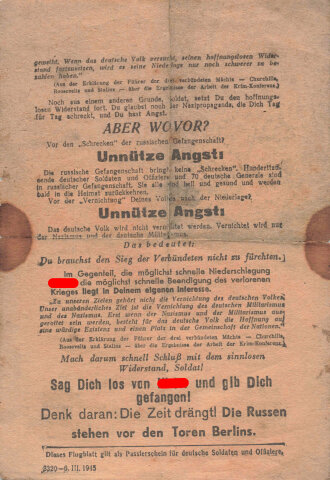 geweiht. Wenn das deutsche Volk versucht, seinen hoffnungslosen Wider-
stand fortzusetzen, wird es seine Niederlage nur noch schwerer zu be-
zahlen haben."
(Aus der Erklärung der Führer der drei verbündeten Mächte — Churchills,
Roosevelts und Stalins — über die Ergebnisse der Arbeit der Krim-Konferenz.)
Noch aus einem anderen Grunde, Soldat, setzt Du den hoffnungs-
losen Widerstand fort. Du glaubst noch der Nazipropaganda, die Dich Tag
für Tag schreckt, und Du hast Angst.
ABER WOVOR?
Vor den „Schrecken" der russischen Gefangenschaft?
Unnütze Angst:
Die russische Gefangenschaft bringt keine „Schrecken". Hunderttau-
sende deutscher Soldaten und Offiziere und 70 deutsche Generale sind
in russischer Gefangenschaft. Sie alle sind heil und gesund und werden
bald in die Heimat zurückkehren.
Vor der „Vernichtung" Deines Volkes nach der Niederlage?
Unnütze Angst:
Das deutsche Volk wird nicht vernichtet werden. Vernichtet wird nur
der Nazismus und der deutsche Militarismus.
Das bedeutet:
Du brauchst den Sieg der Verbündeten nicht zu fürchten.
Im Gegenteil, die möglichst schnelle Niederschlagung
die möglichst schnelle Beendigung des verlorenen
Krieges liegt in Deinem eigenen Interesse.
„Zu unseren Zielen gehört nicht die Vernichtung des deutschen Volkes.
Unser unabänderliches Ziel ist die Vernichtung des deutschen Militarismus
und des Nazismus. Erst wenn der Nazismus und der Militarismus aus-
gerottet sein werden, besteht für das deutsche Volk die Hoffnung auf
eine würdige Existenz und einen Platz in der Gemeinschaft der Nationen."
(Aus der Erklärung der Führer der drei verbündeten Mächte — Churchills,
Roosevelts und Stalins — über die Ergebnisse der Arbeit der Krim-Konferenz.)
Mach darum schnell Schluß mit dem sinnlosen
Widerstand, Soldat!
Sag Dich los von und gib Dich
gefangen!
Denk daran: Die Zeit drängt! Die Russen
stehen vor den Toren Berlins.
Dieses Flugblatt gilt als Passierschein für deutsche Soldaten und Offiziere.
8320—6. III. 1945